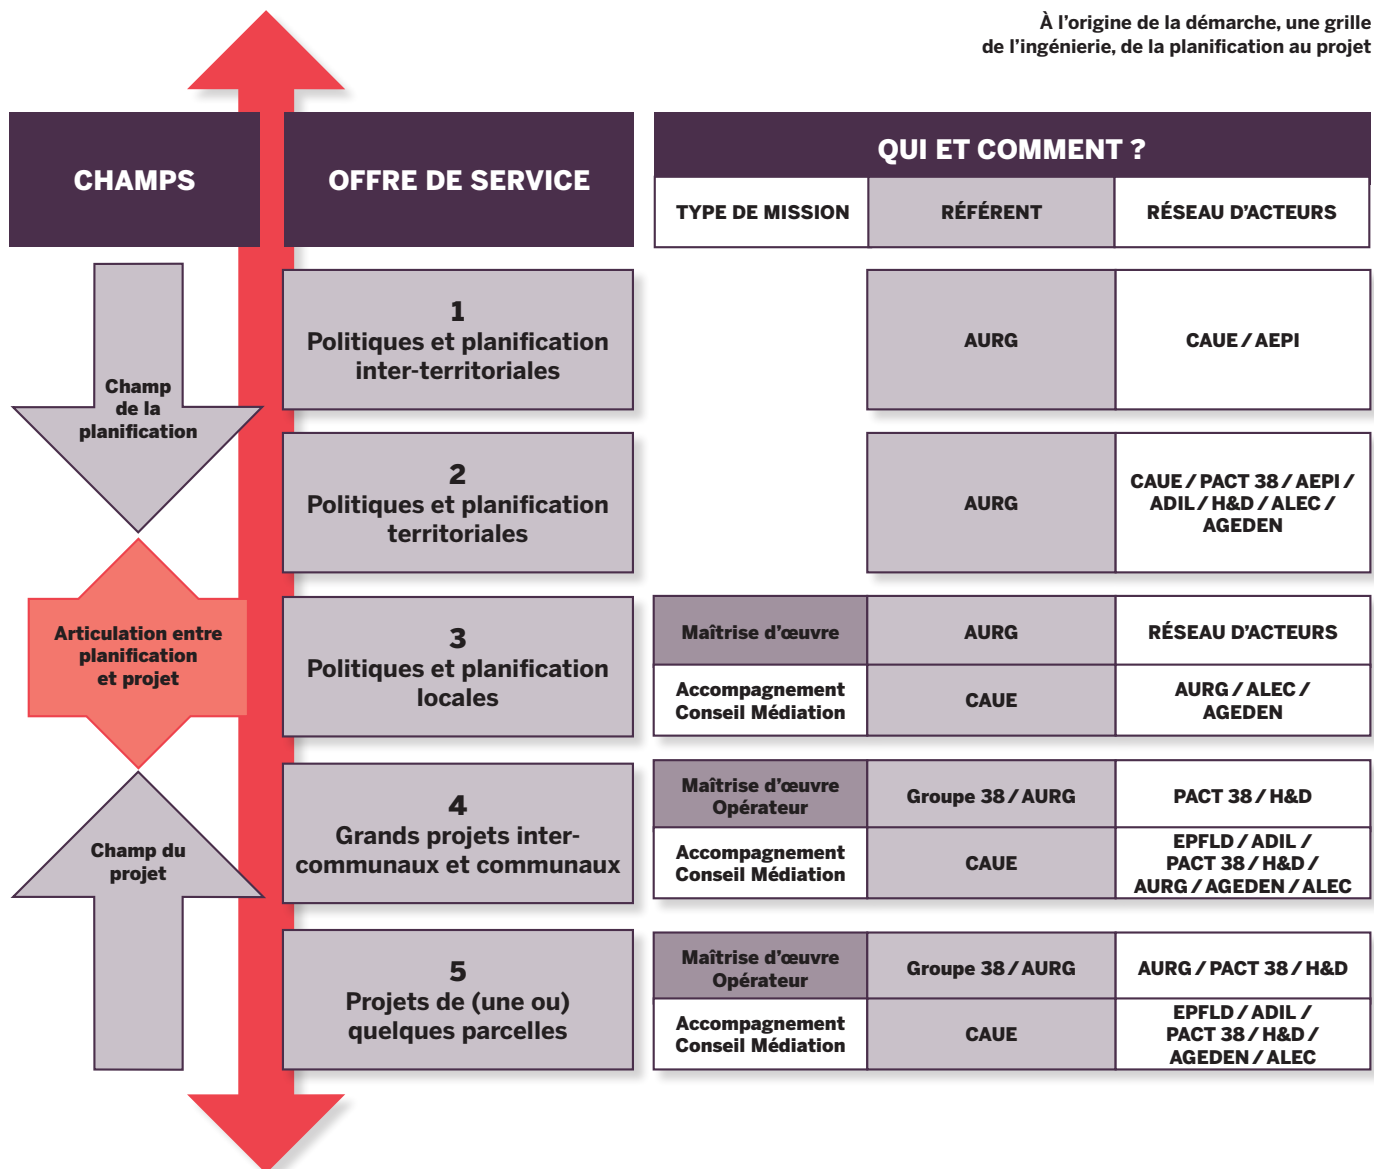 À l’origine de la démarche, une grille
de l’ingénierie, de la planification au projet
CHAMPS
OFFRE DE SERVICE
QUI ET COMMENT ?
TYPE DE MISSION
RÉFÉRENT
RÉSEAU D’ACTEURS
Champ
de la
planification
1
Politiques et planification
inter-territoriales
AURG
CAUE / AEPI
2
Politiques et planification
territoriales
AURG
CAUE / PACT 38 / AEPI /
ADIL / H&D / ALEC /
AGEDEN
Articulation entre
planification
et projet
3
Politiques et planification
locales
Maîtrise d’œuvre
AURG
RÉSEAU D’ACTEURS
Accompagnement
Conseil Médiation
CAUE
AURG / ALEC /
AGEDEN
Champ du
projet
4
Grands projets inter-
communaux et communaux
Maîtrise d’œuvre
Opérateur
Groupe 38 / AURG
PACT 38 / H&D
Accompagnement
Conseil Médiation
CAUE
EPFLD / ADIL /
PACT 38 / H&D /
AURG / AGEDEN / ALEC
5
Projets de (une ou)
quelques parcelles
Maîtrise d’œuvre
Opérateur
Groupe 38 / AURG
AURG / PACT 38 / H&D
Accompagnement
Conseil Médiation
CAUE
EPFLD / ADIL /
PACT 38 / H&D /
AGEDEN / ALEC